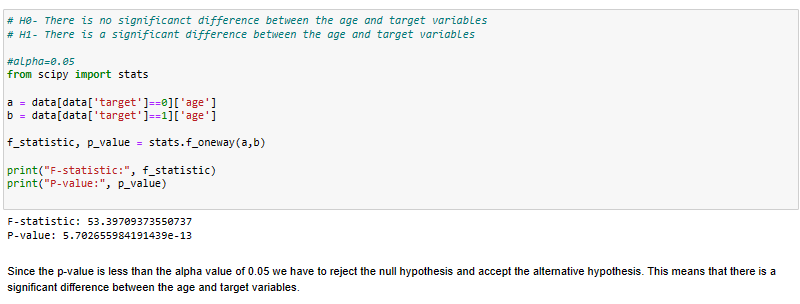 # H0- There is no significanct difference between the age and target variables
# H1- There is a significant difference between the age and target variables
#alpha=0.05
from scipy import stats
a = data[data['target']==0]['age']
b = data[data['target']==1]['age']
f_statistic, p_value = stats.f_oneway(a,b)
print("F-statistic:", f_statistic)
print("P-value:", p_value)
F-statistic: 53.39709373550737
P-value: 5.702655984191439e-13
Since the p-value is less than the alpha value of 0.05 we have to reject the null hypothesis and accept the alternative hypothesis. This means that there is a
significant difference between the age and target variables.